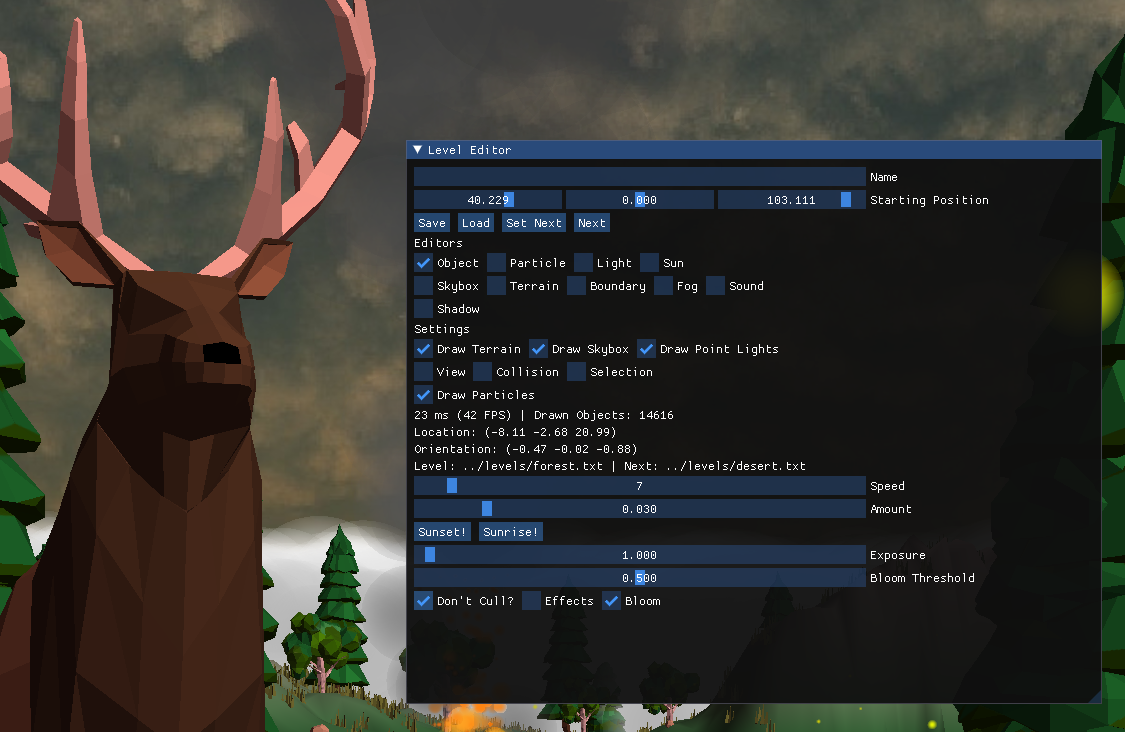 Level Editor
Name
40.229 0.000 103.111 Starting Position
Save Load Set Next Next
Editors
Object Particle Light Sun
Skybox Terrain Boundary Fog Sound
Shadow
Settings
Draw Terrain Draw Skybox Draw Point Lights
View Collision Selection
Draw Particles
23 ms (42 FPS) | Drawn Objects: 14616
Location: (-8.11 -2.68 20.99)
Orientation: (-0.47 -0.02 -0.88)
Level: ../levels/forest.txt | Next: ../levels/desert.txt
7 Speed
0.030 Amount
Sunset! Sunrise!
1.000 Exposure
0.500 Bloom Threshold
Don't Cull? Effects Bloom